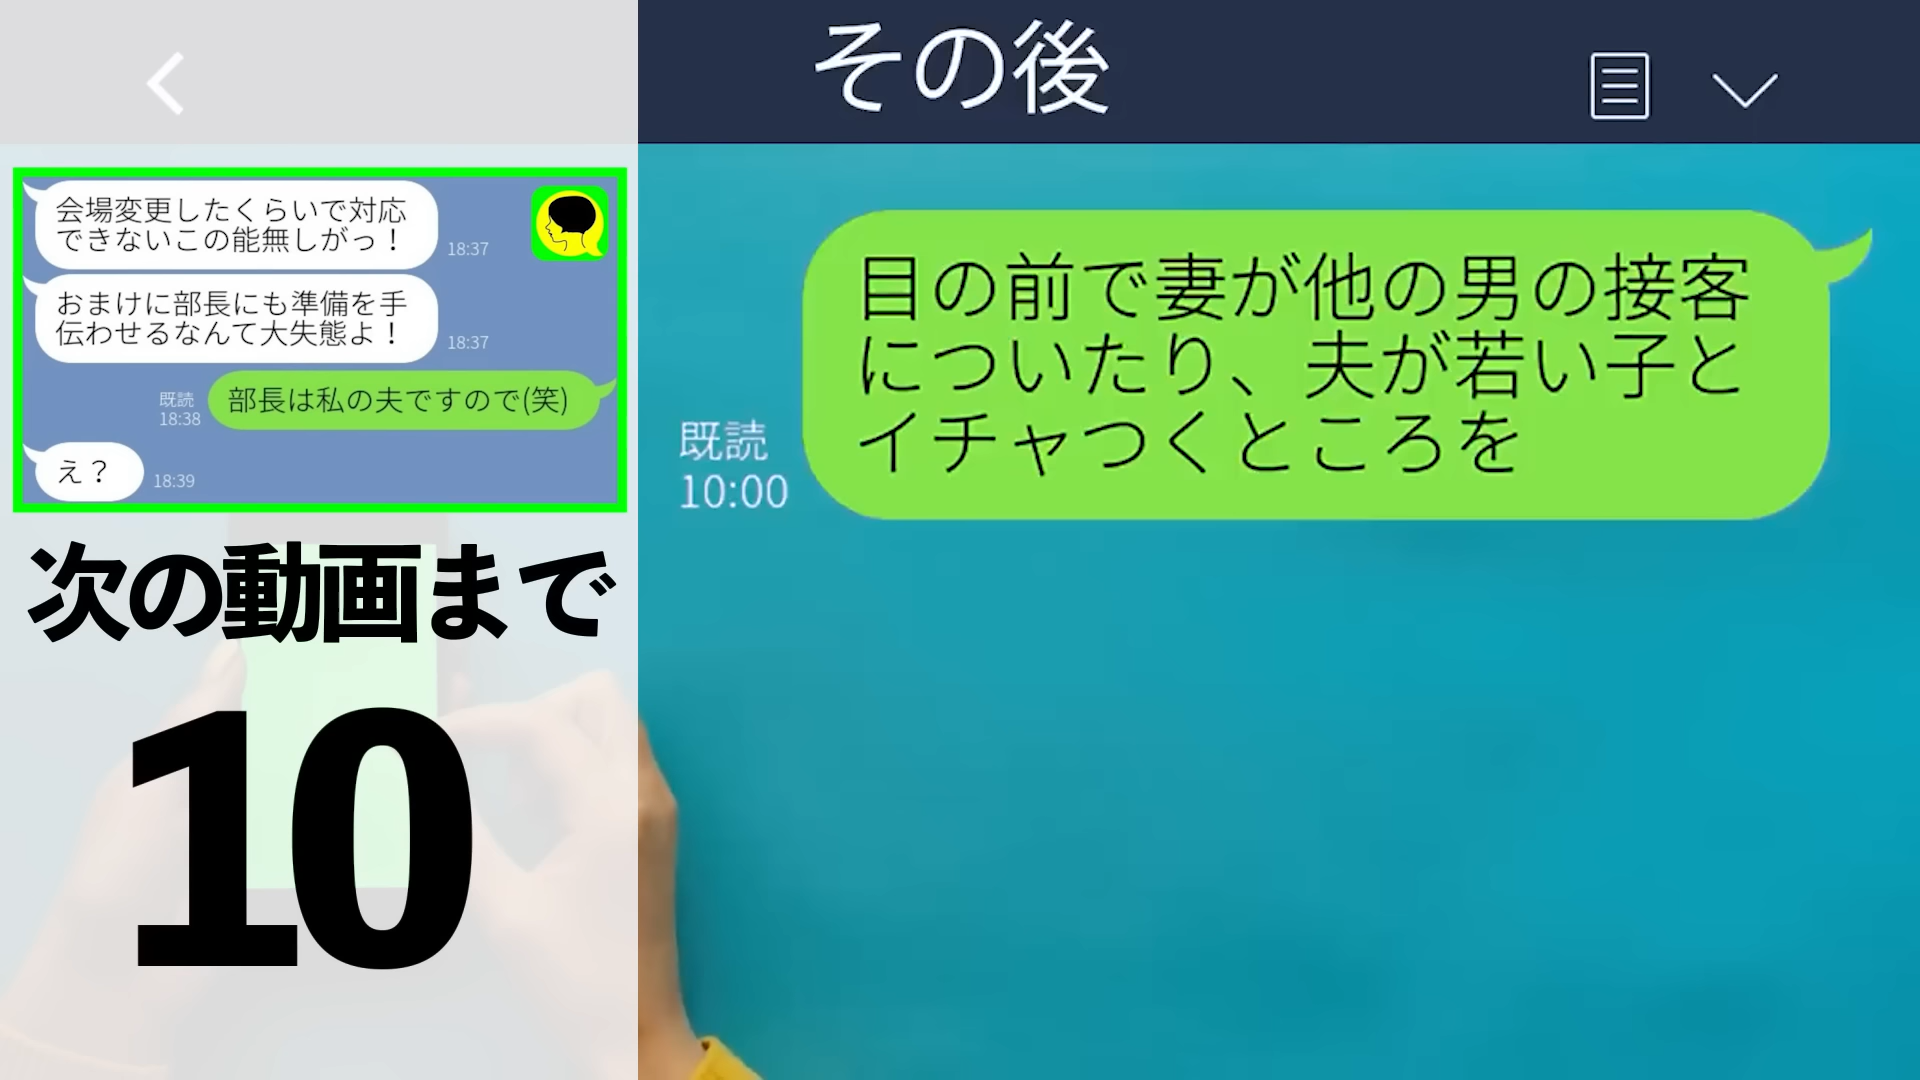 会場変更したくらいで対応
できないこの能無しがっ！
18:37
おまけに部長にも準備を手
伝わせるなんて大失態よ！
18:37
既読
18:38
部長は私の夫ですので(笑)
え？
18:39
次の動画まで
10
その後
目の前で妻が他の男の接客
についたり、夫が若い子と
イチャつくところを
既読
10:00